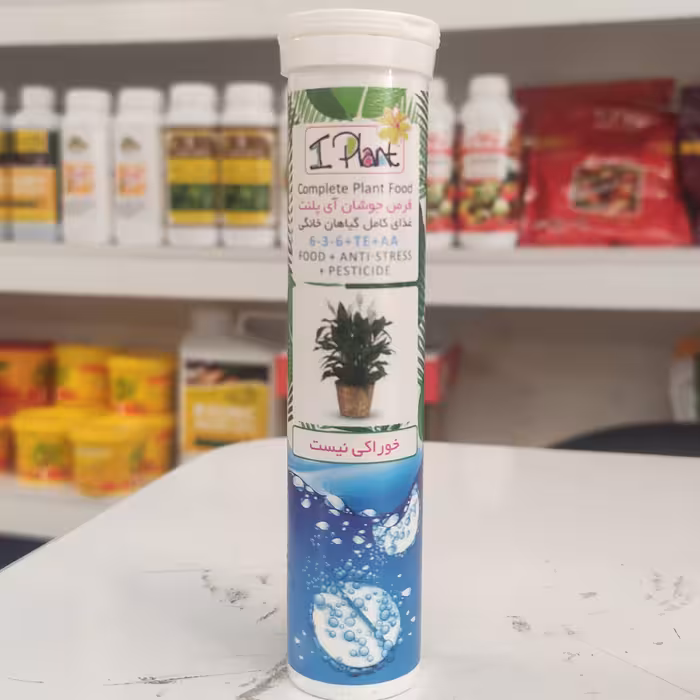 I Plant
Complete Plant Food
قرص جوشان آی پلنت
غذای کامل گیاهان خانگی
6-3-6+TE+AA
FOOD + ANTI-STRESS
+ PESTICIDE
خوراکی نیست